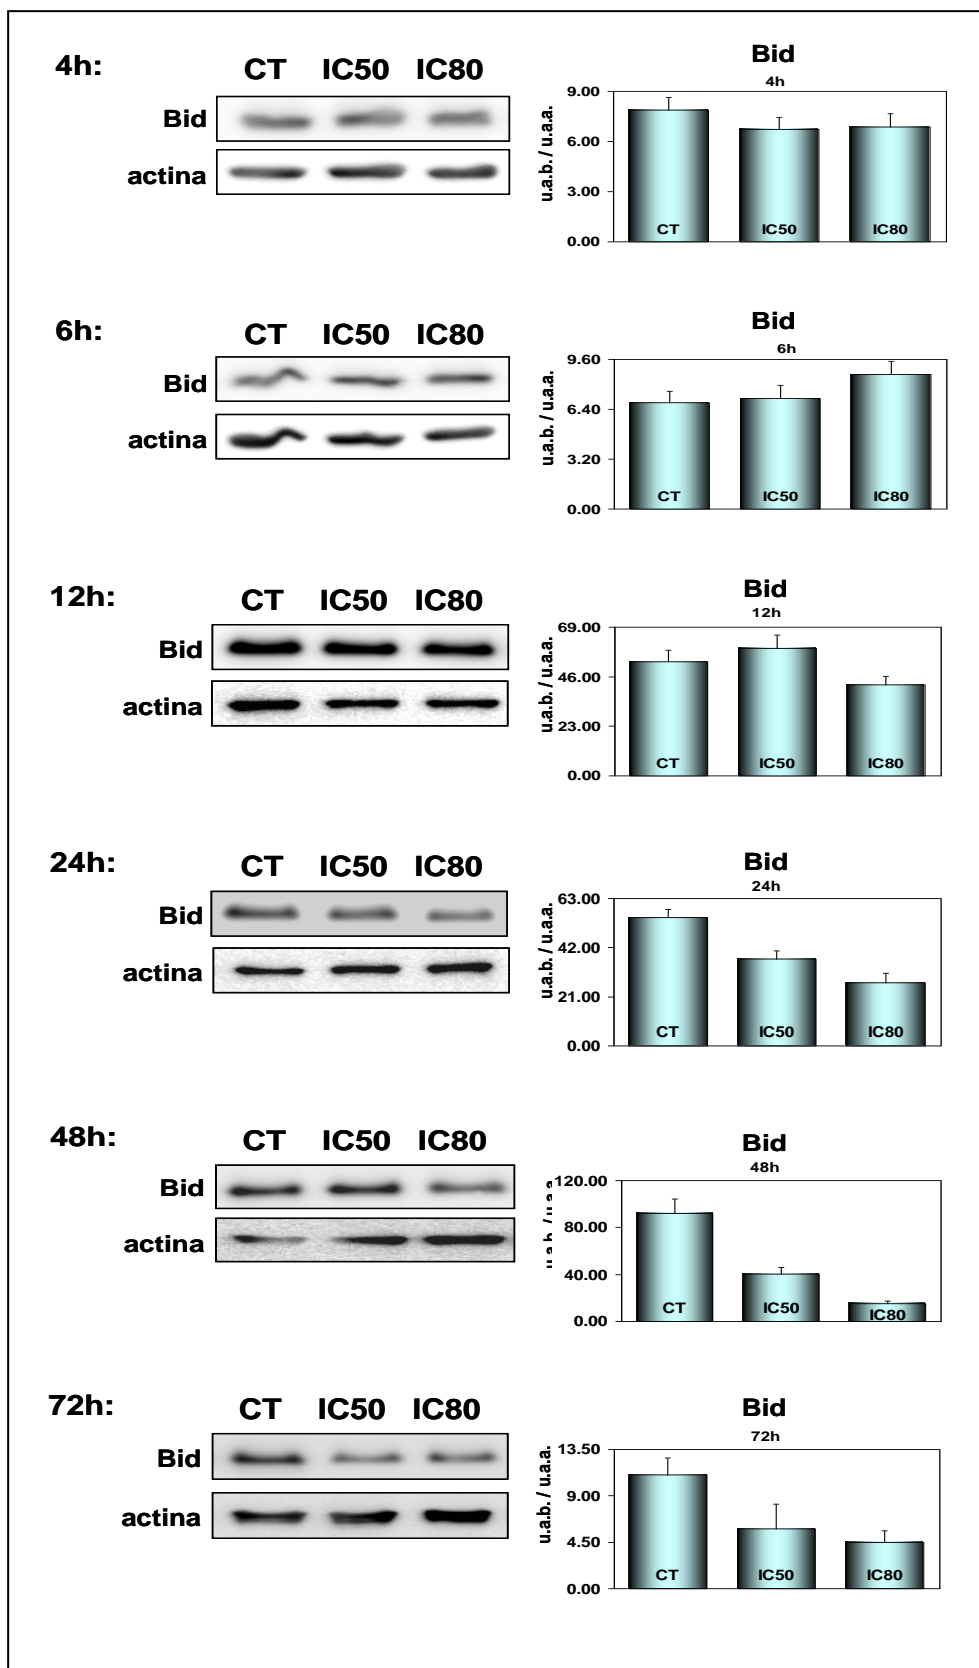 4h:
CT IC50 IC80
Bid
actina
Bid
4h
9.00
6.00
3.00
0.00
u.a.b. / u.a.a.
CT IC50 IC80
6h:
CT IC50 IC80
Bid
actina
Bid
6h
9.60
6.40
3.20
0.00
u.a.b. / u.a.a.
CT IC50 IC80
12h:
CT IC50 IC80
Bid
actina
Bid
12h
69.00
46.00
23.00
0.00
u.a.b. / u.a.a.
CT IC50 IC80
24h:
CT IC50 IC80
Bid
actina
Bid
24h
63.00
42.00
21.00
0.00
u.a.b. / u.a.a.
CT IC50 IC80
48h:
CT IC50 IC80
Bid
actina
Bid
48h
120.00
80.00
40.00
0.00
CT IC50 IC80
72h:
CT IC50 IC80
Bid
actina
Bid
72h
13.50
9.00
4.50
0.00
u.a.b. / u.a.a.
CT IC50 IC80